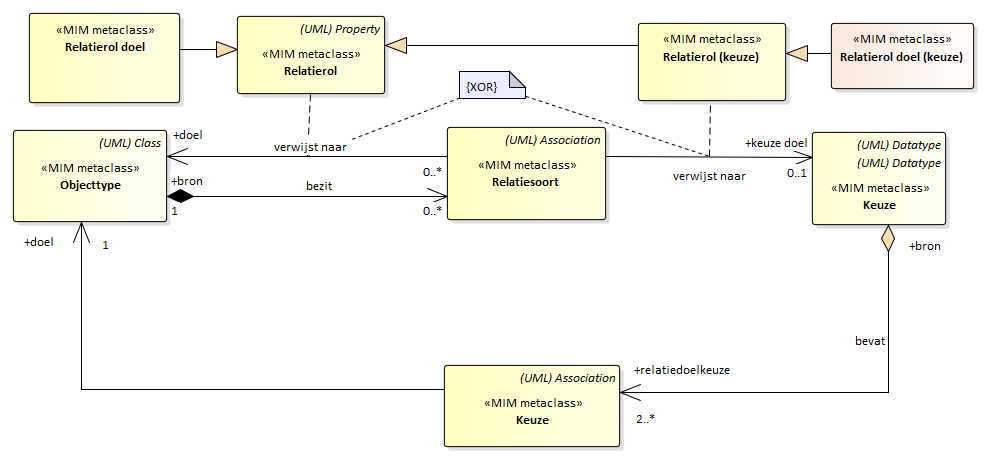 «MIM metaclass»
Relatierol doel
(UML) Property
«MIM metaclass»
Relatierol
«MIM metaclass»
Relatierol (keuze)
«MIM metaclass»
Relatierol doel (keuze)
{XOR}
(UML) Class
«MIM metaclass»
Objecttype
+doel
verwijst naar
0..*
+bron
1
bezit
0..*
(UML) Association
«MIM metaclass»
Relatiesoort
+keuze doel
verwijst naar
0..1
(UML) Datatype
(UML) Datatype
«MIM metaclass»
Keuze
+doel
1
+bron
bevat
+relatiedoelkeuze
2..*
(UML) Association
«MIM metaclass»
Keuze